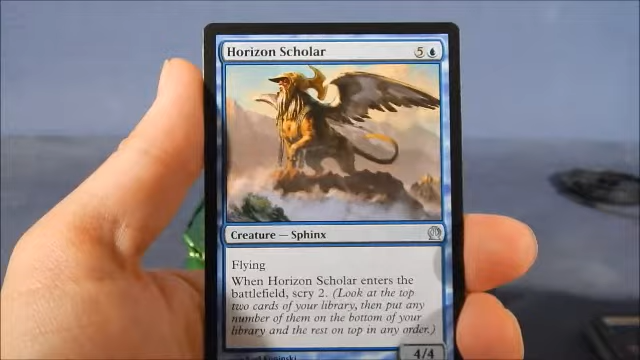 Horizon Scholar 5
Creature — Sphinx
Flying
When Horizon Scholar enters the
battlefield, scry 2. (Look at the top
two cards of your library, then put any
number of them on the bottom of your
library and the rest on top in any order.)
4/4